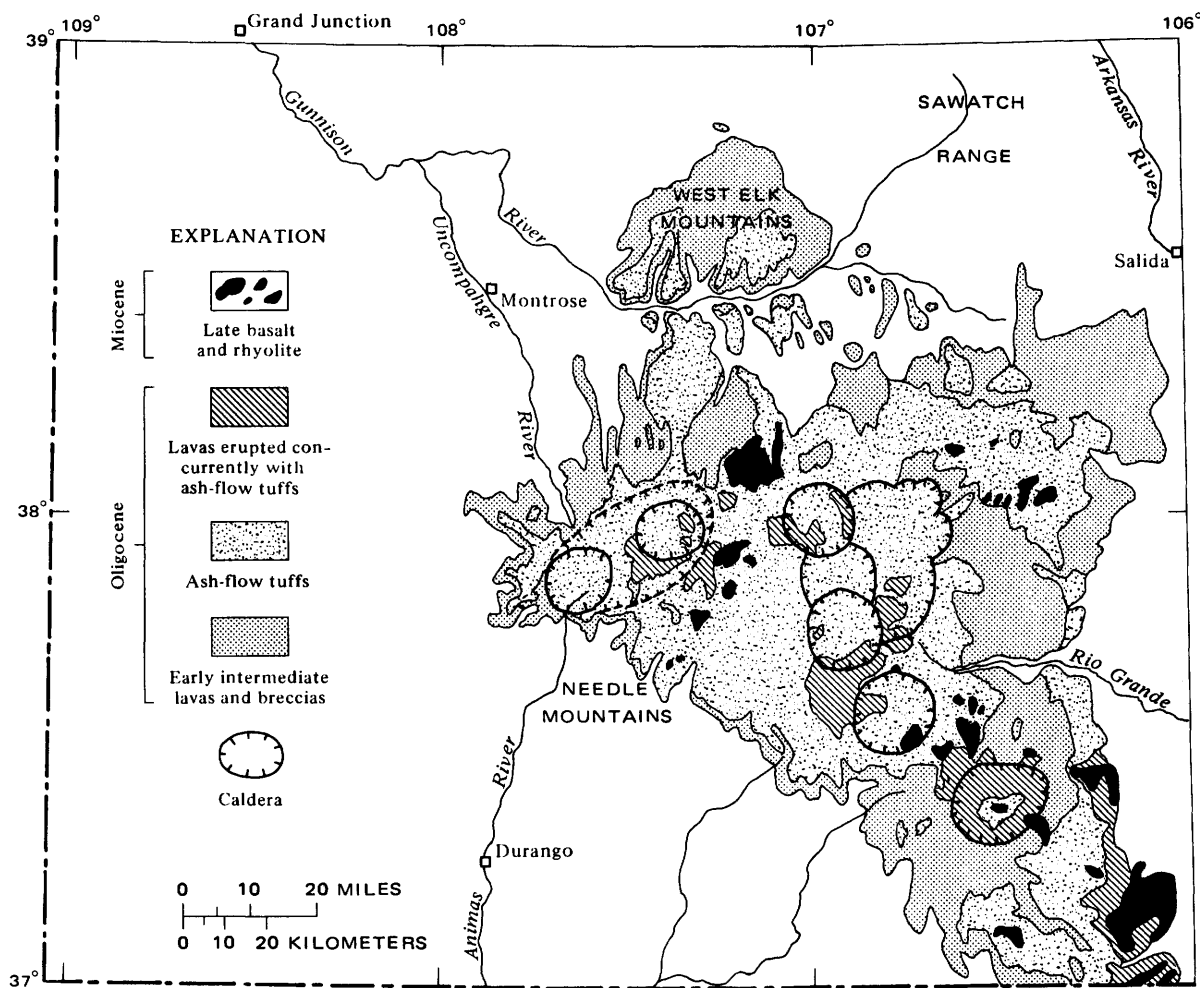 109°
Grand Junction
108°
107°
106°
39°
Gunnison
River
SAWATCH
RANGE
Arkansas
River
WEST ELK
MOUNTAINS
Salida
Uncompahgre
River
Montrose
EXPLANATION
Miocene
Late basalt
and rhyolite
Oligocene
Lavas erupted con-
currently with
ash-flow tuffs
Ash-flow tuffs
Early intermediate
lavas and breccias
Caldera
38°
NEEDLE
MOUNTAINS
Rio Grande
Animas
River
Durango
0 10 20 MILES
0 10 20 KILOMETERS
37°